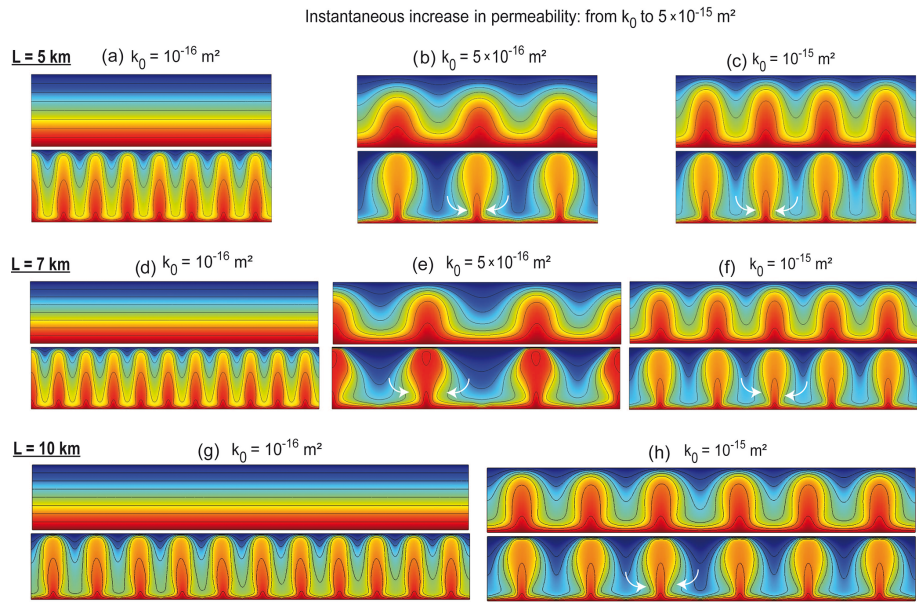 Instantaneous increase in permeability: from k₀ to 5×10⁻¹⁵ m²
L = 5 km
(a) k₀ = 10⁻¹⁶ m²
(b) k₀ = 5×10⁻¹⁶ m²
(c) k₀ = 10⁻¹⁵ m²
L = 7 km
(d) k₀ = 10⁻¹⁶ m²
(e) k₀ = 5×10⁻¹⁶ m²
(f) k₀ = 10⁻¹⁵ m²
L = 10 km
(g) k₀ = 10⁻¹⁶ m²
(h) k₀ = 10⁻¹⁵ m²